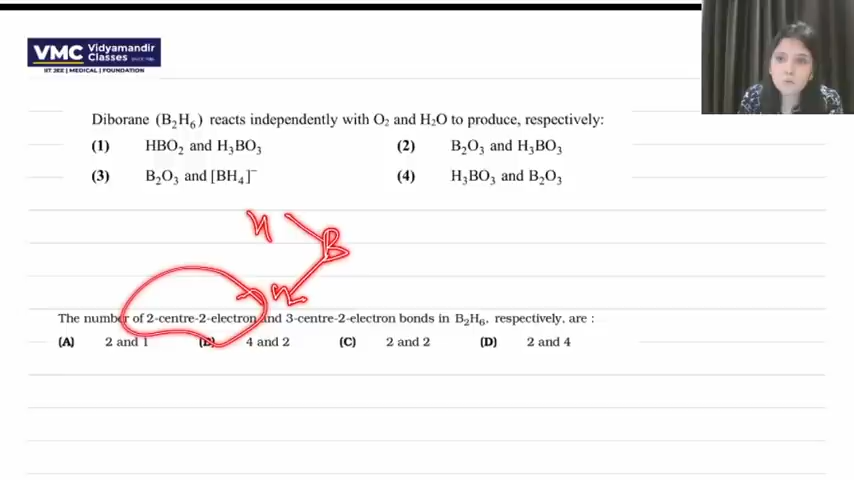 VMC Vidyamandir Classes SINCE 1986
IIT JEE | MEDICAL | FOUNDATION
Diborane (B₂H₆) reacts independently with O₂ and H₂O to produce, respectively:
(1) HBO₂ and H₃BO₃ (2) B₂O₃ and H₃BO₃
(3) B₂O₃ and [BH₄]⁻ (4) H₃BO₃ and B₂O₃
H
B
H
The number of 2-centre-2-electron and 3-centre-2-electron bonds in B₂H₆, respectively, are :
(A) 2 and 1 (B) 4 and 2 (C) 2 and 2 (D) 2 and 4